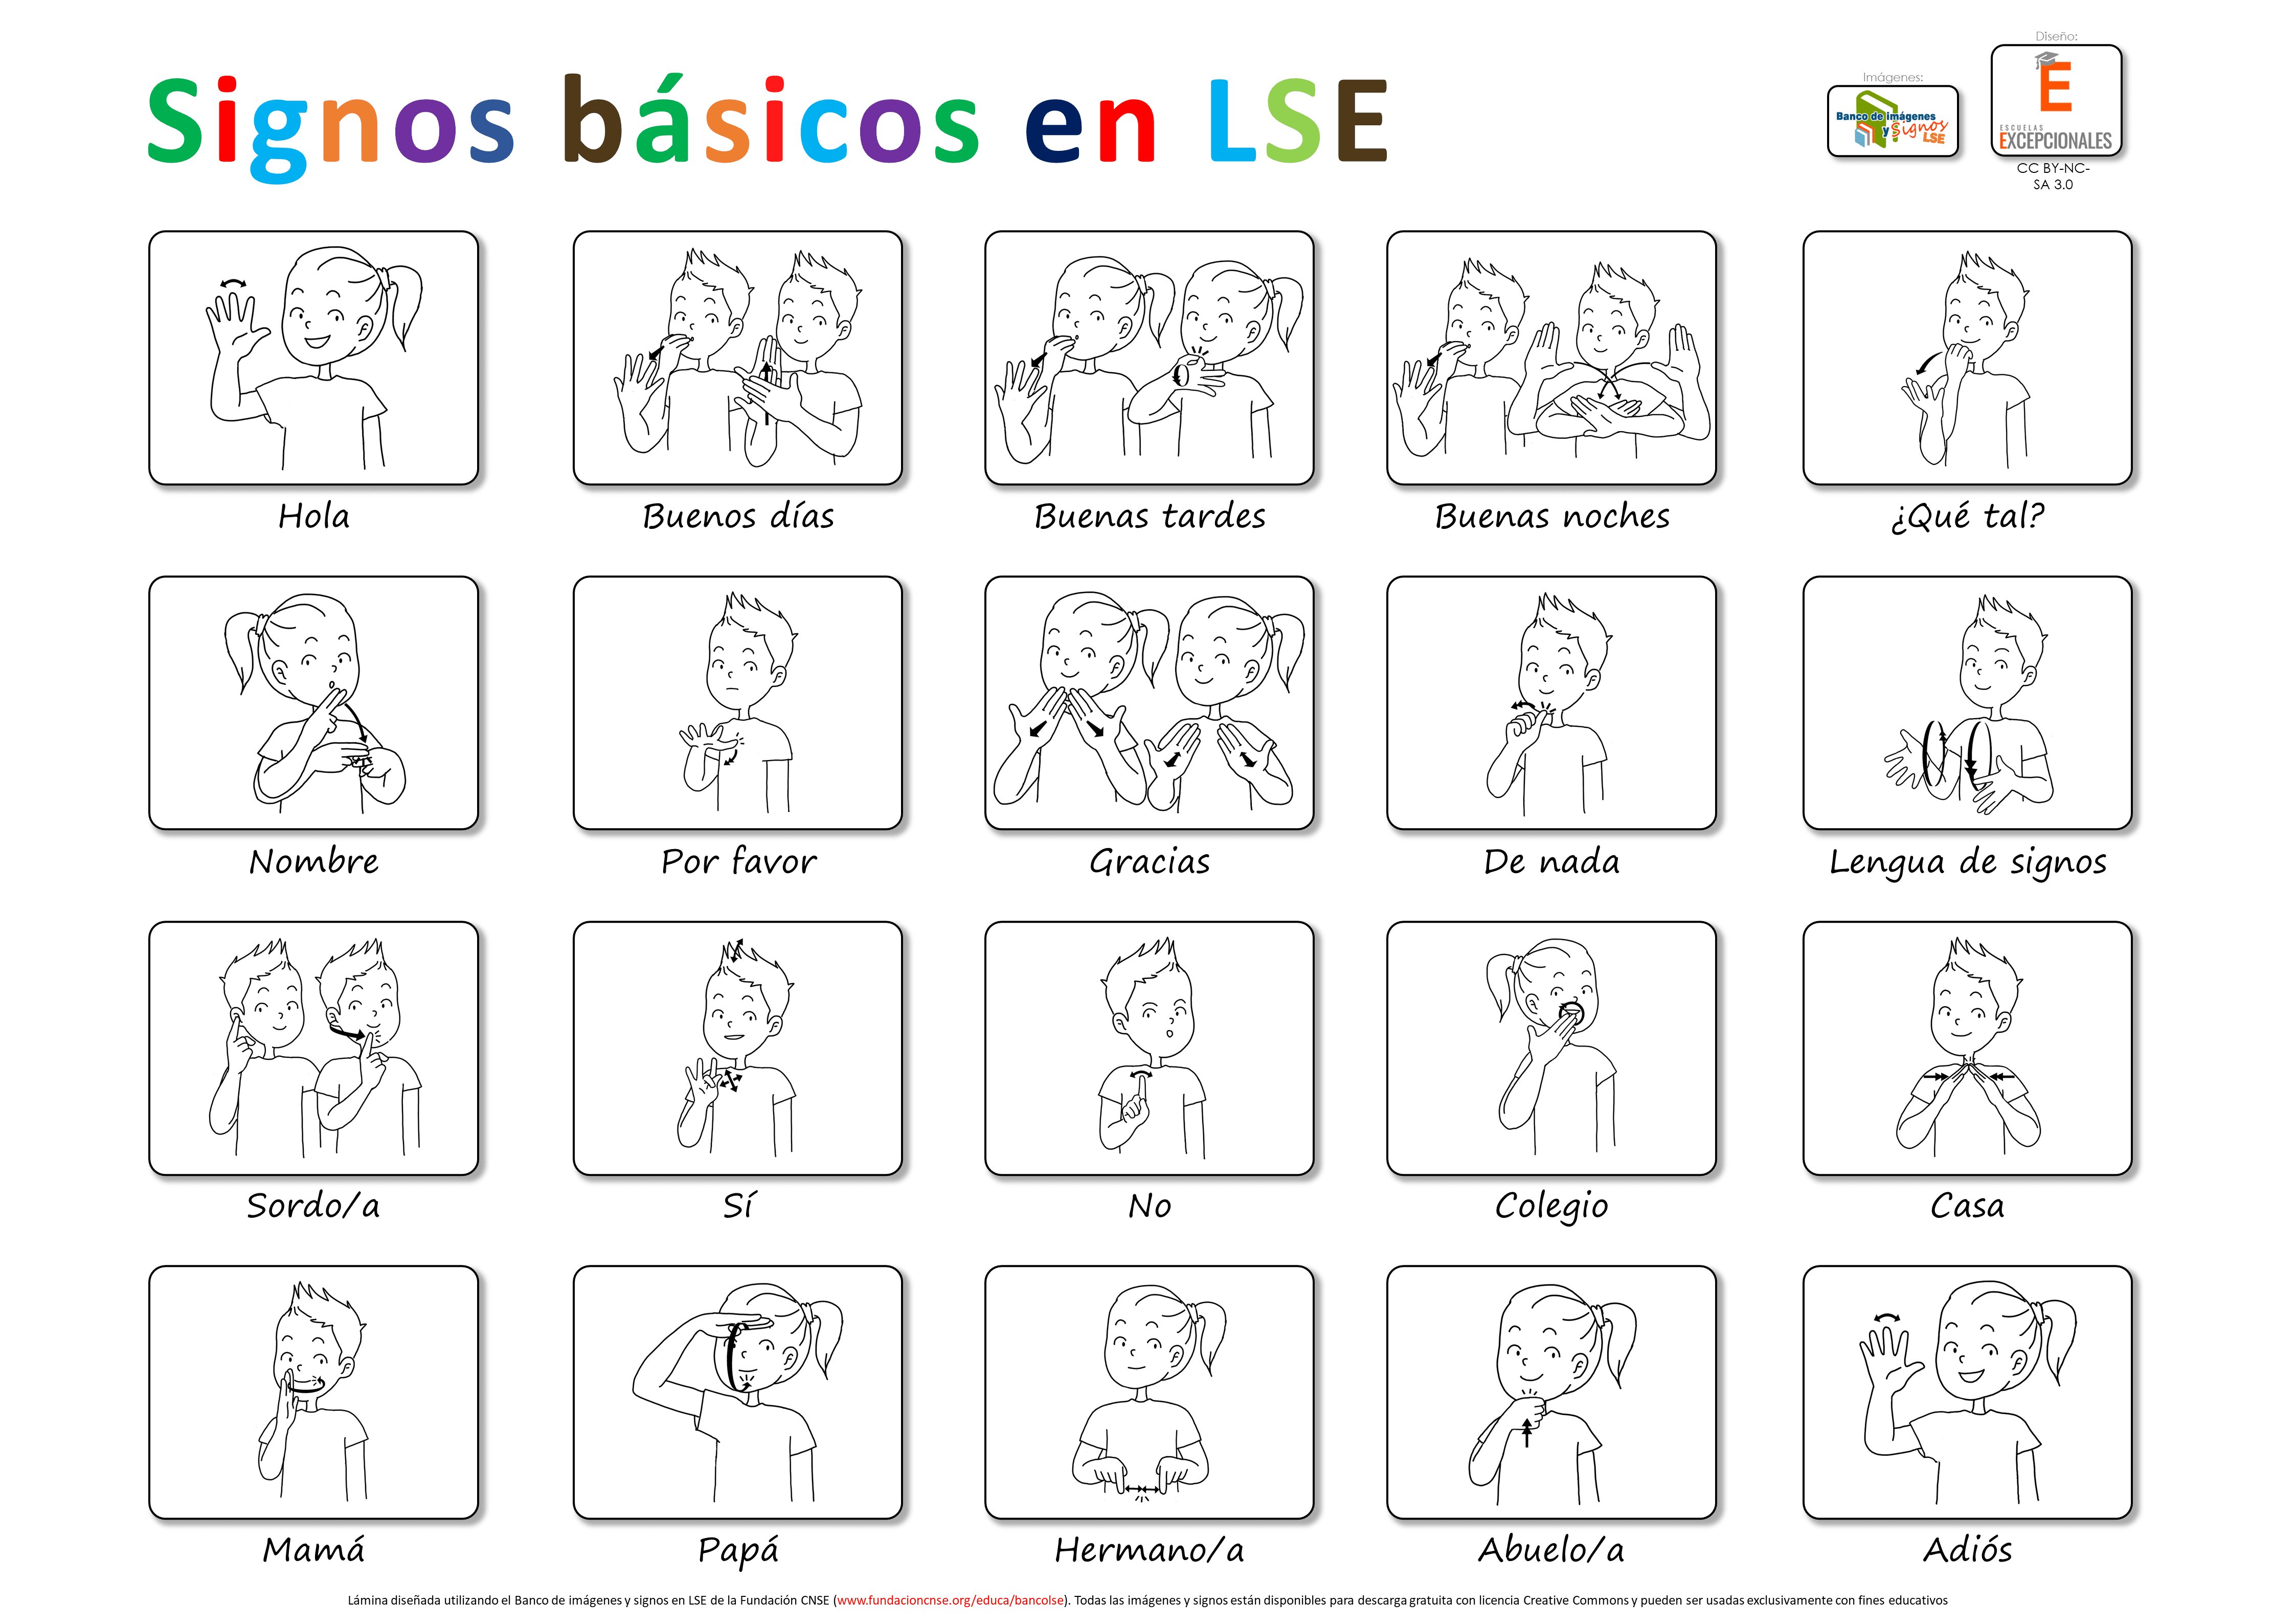 Signos básicos en LSE
Imágenes:
Banco de imágenes
y Signos
LSE
Diseño:
E
ESCUELAS
EXCEPCIONALES
CC BY-NC-
SA 3.0
Hola
Buenos días
Buenas tardes
Buenas noches
¿Qué tal?
Nombre
Por favor
Gracias
De nada
Lengua de signos
Sordo/a
Sí
No
Colegio
Casa
Mamá
Papá
Hermano/a
Abuelo/a
Adiós
Lámina diseñada utilizando el Banco de imágenes y signos en LSE de la Fundación CNSE (www.fundacioncnse.org/educa/bancolse). Todas las imágenes y signos están disponibles para descarga gratuita con licencia Creative Commons y pueden ser usadas exclusivamente con fines educativos